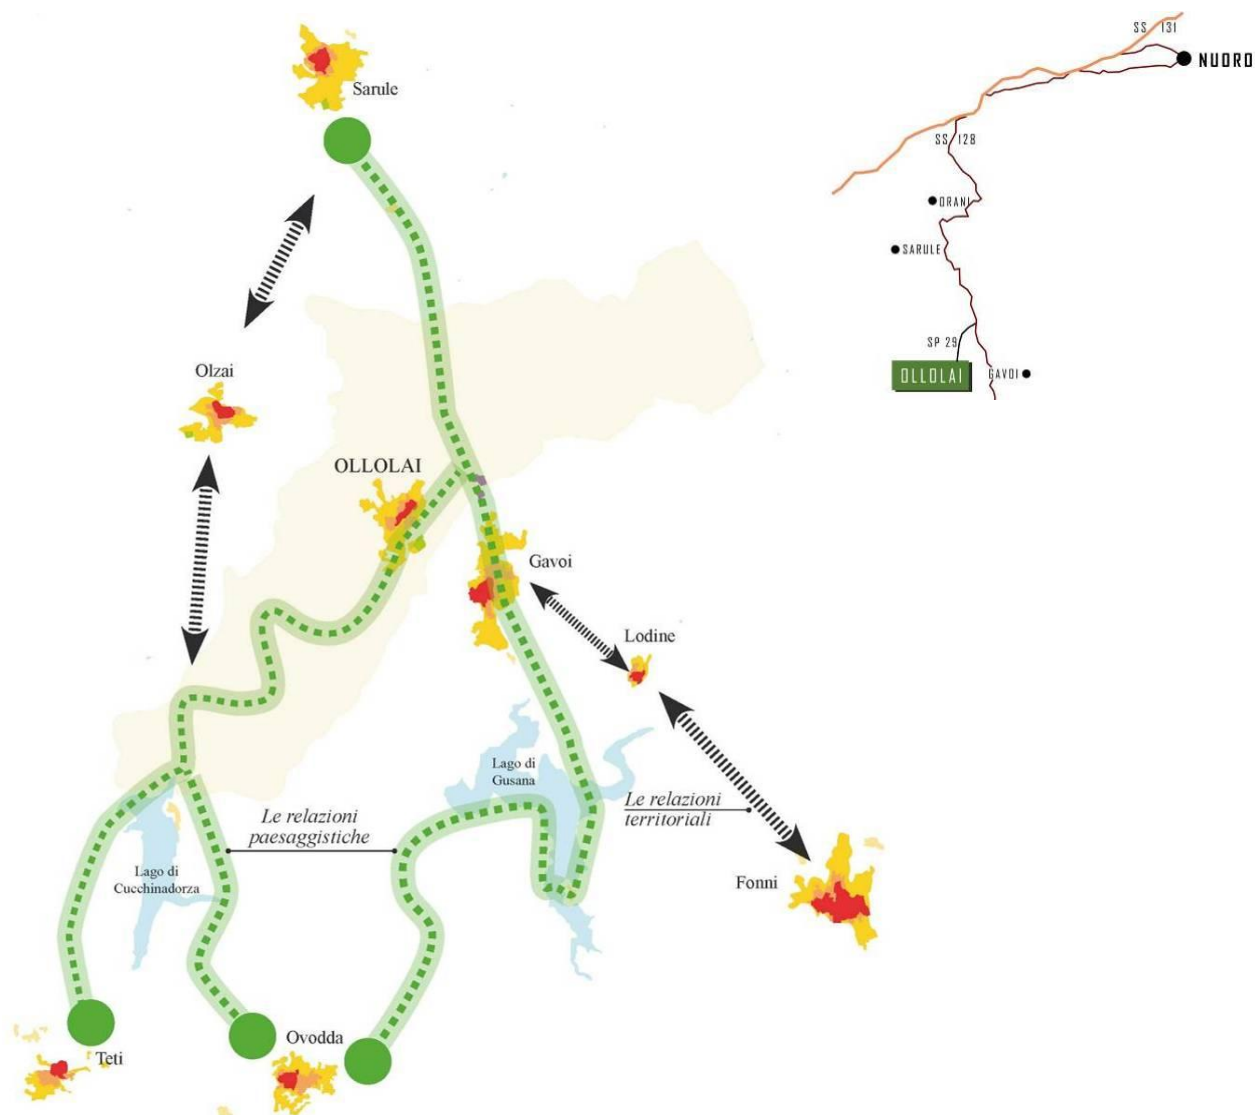 SS 131
NUORO
Sarule
SS 128
ORANI
SARULE
SP 29
OLLOLAI
GAVOI
Olzai
OLLOLAI
Gavoi
Lodine
Lago di
Gusana
Le relazioni
territoriali
Le relazioni
paesaggistiche
Lago di
Cucchinadorza
Fonni
Ovodda
Teti